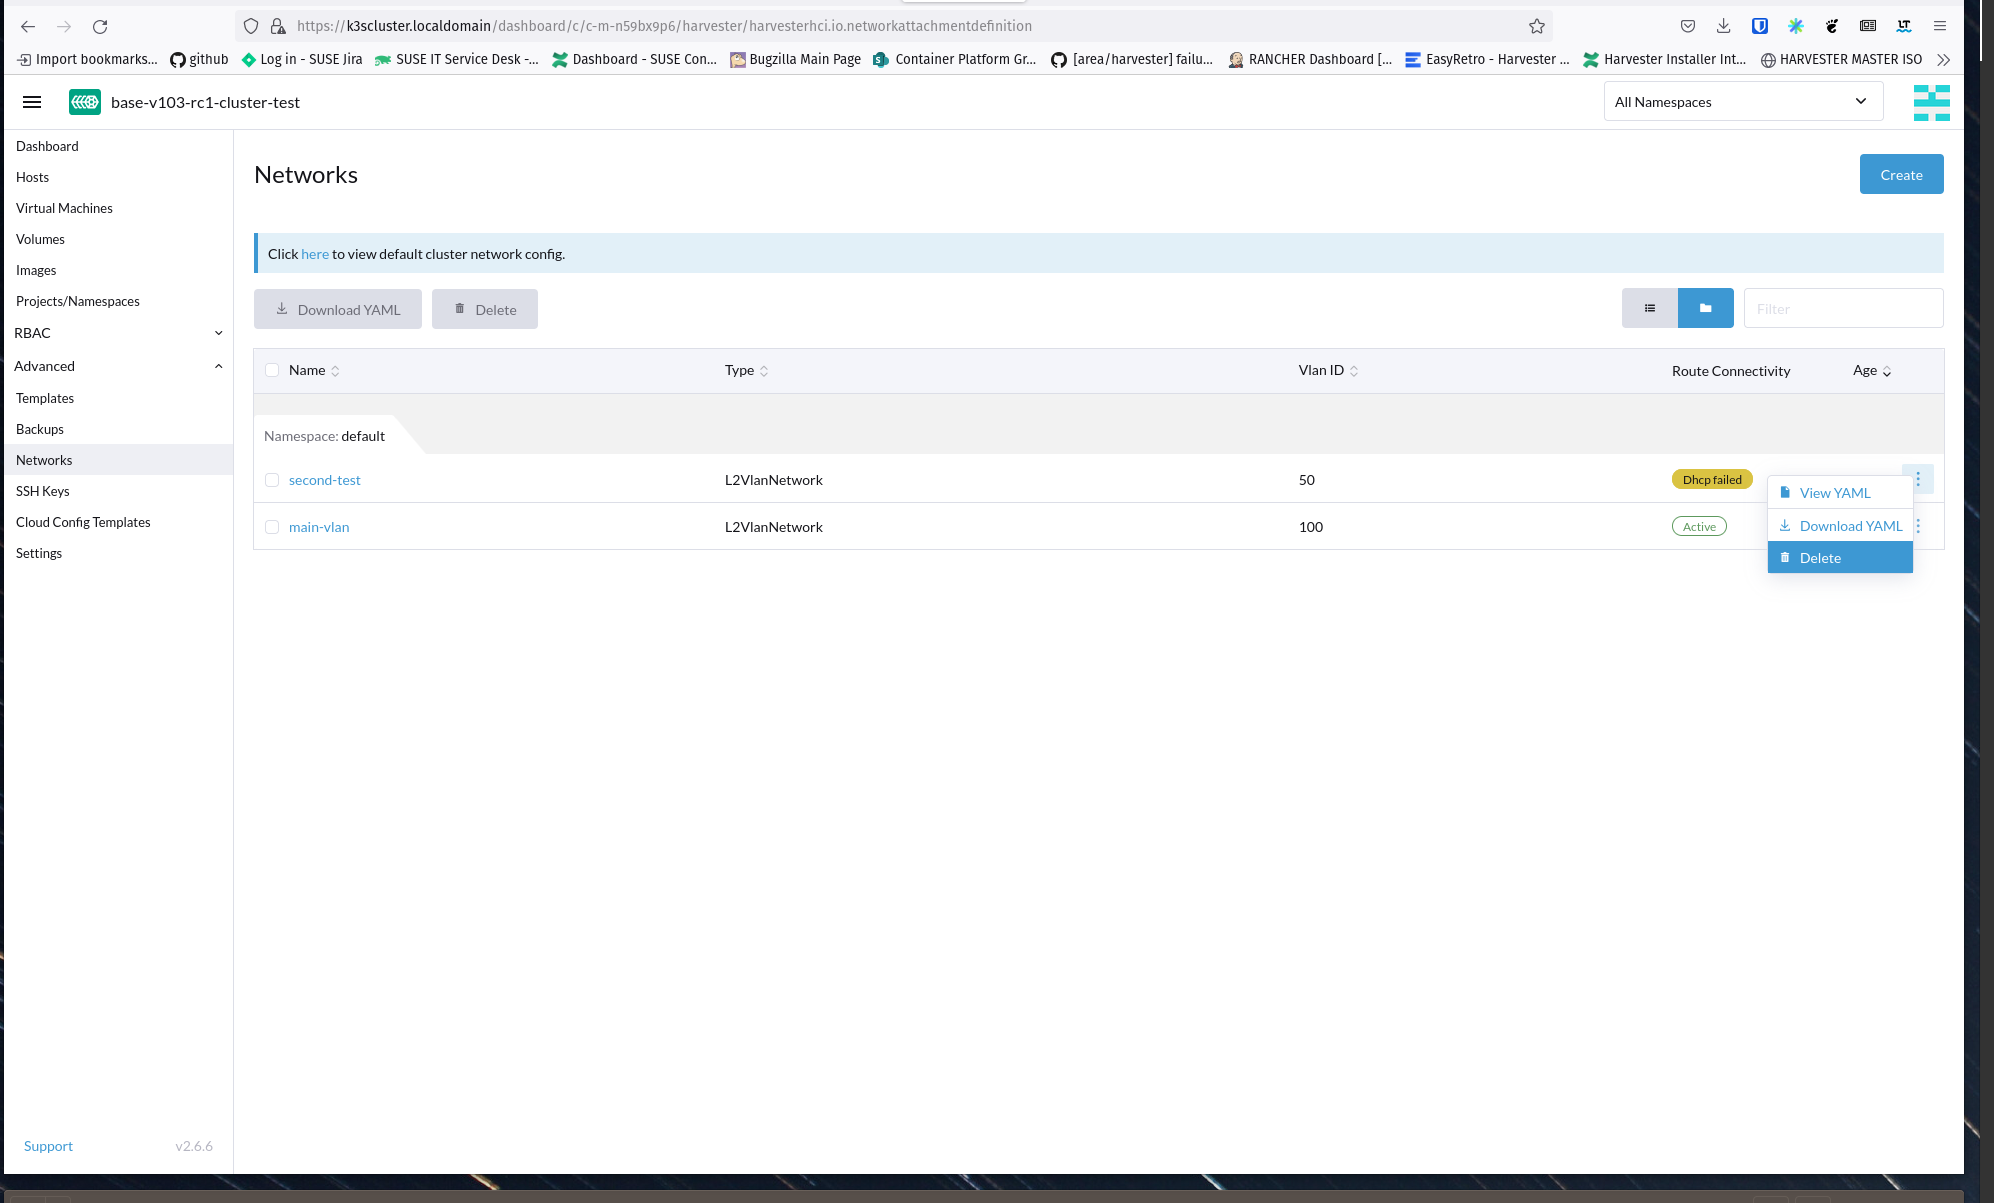 https://k3scluster.localdomain/dashboard/c/c-m-n59bx9p6/harvester/harvesterhci.io.networkattachmentdefinition
Import bookmarks... github Log in - SUSE Jira SUSE IT Service Desk -... Dashboard - SUSE Con... Bugzilla Main Page Container Platform Gr... [area/harvester] failu... RANCHER Dashboard [... EasyRetro - Harvester ... Harvester Installer Int... HARVESTER MASTER ISO
base-v103-rc1-cluster-test
All Namespaces
Dashboard
Hosts
Virtual Machines
Volumes
Images
Projects/Namespaces
RBAC
Advanced
Templates
Backups
Networks
SSH Keys
Cloud Config Templates
Settings
Support v2.6.6
Networks
Create
Click here to view default cluster network config.
Download YAML Delete
Filter
Name Type Vlan ID Route Connectivity Age
Namespace: default
second-test L2VlanNetwork 50 Dhcp failed
main-vlan L2VlanNetwork 100 Active
View YAML
Download YAML
Delete